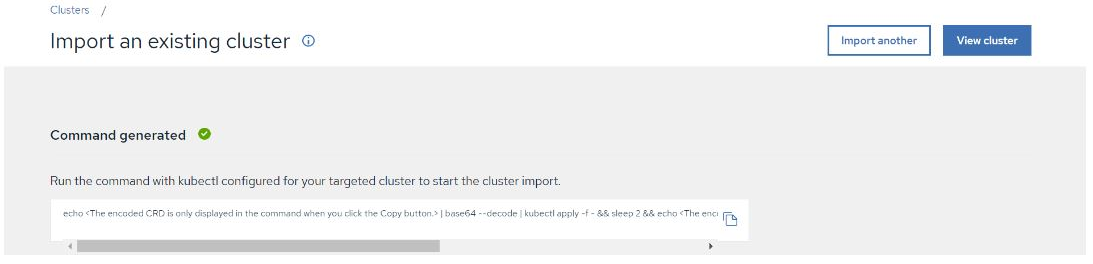 Clusters /
Import an existing cluster
Import another
View cluster
Command generated
Run the command with kubectl configured for your targeted cluster to start the cluster import.
echo <The encoded CRD is only displayed in the command when you click the Copy button.> | base64 --decode | kubectl apply -f - && sleep 2 && echo <The